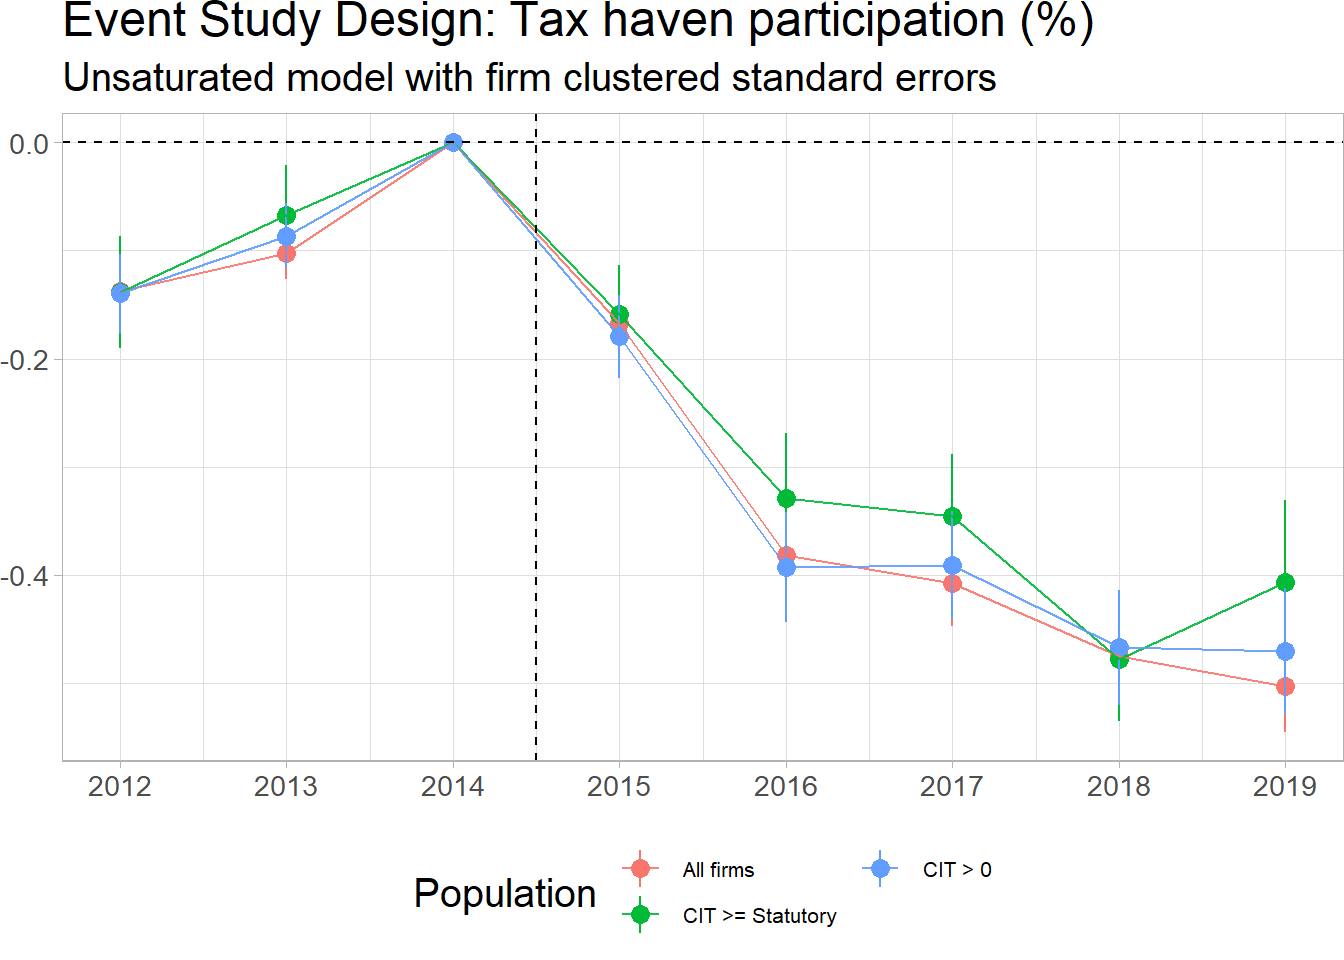 Event Study Design: Tax haven participation (%)
Unsaturated model with firm clustered standard errors
0.0
-0.2
-0.4
2012 2013 2014 2015 2016 2017 2018 2019
Population
All firms
CIT > 0
CIT >= Statutory